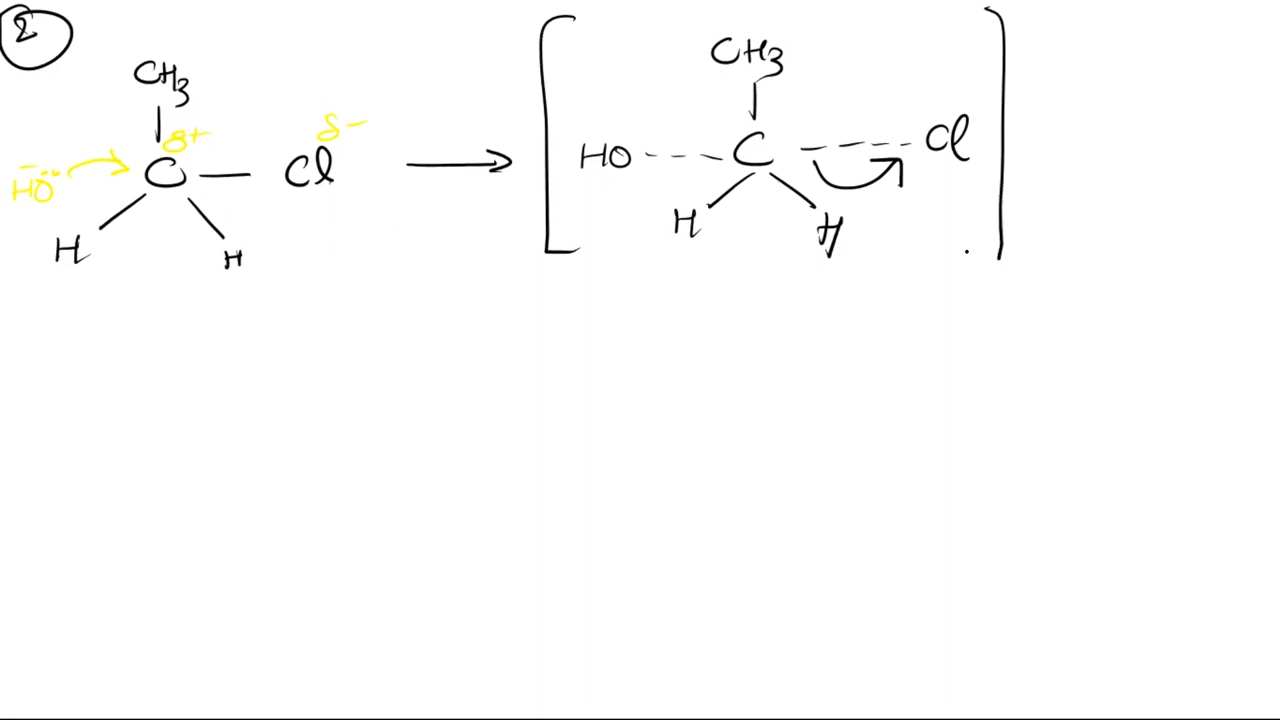 2
CH3 CH3
δ+ δ-
HO C Cl HO C Cl
H H H H